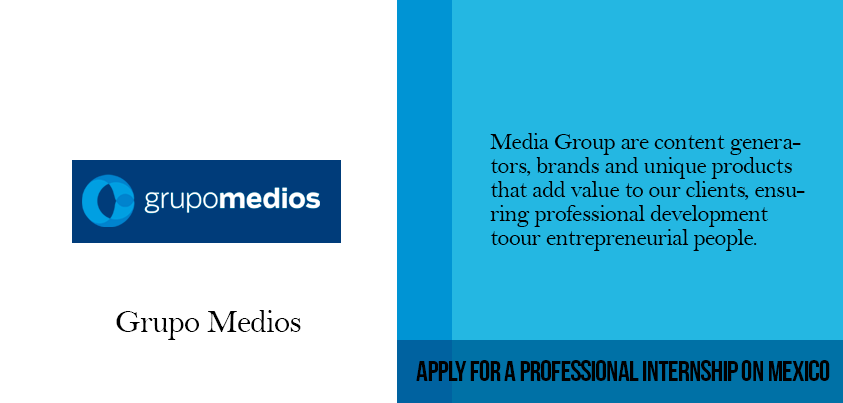 grupomedios
Grupo Medios
Media Group are content genera-
tors, brands and unique products
that add value to our clients, ensu-
ring professional development
toour entrepreneurial people.
APPLY FOR A PROFESSIONAL INTERNSHIP ON MEXICO